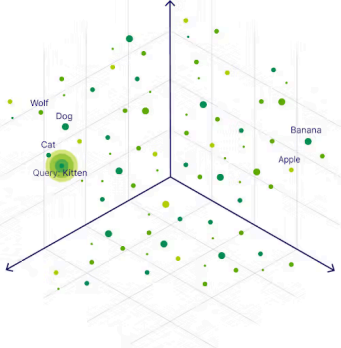 Wolf
Dog
Banana
Cat
Apple
Query: Kitten